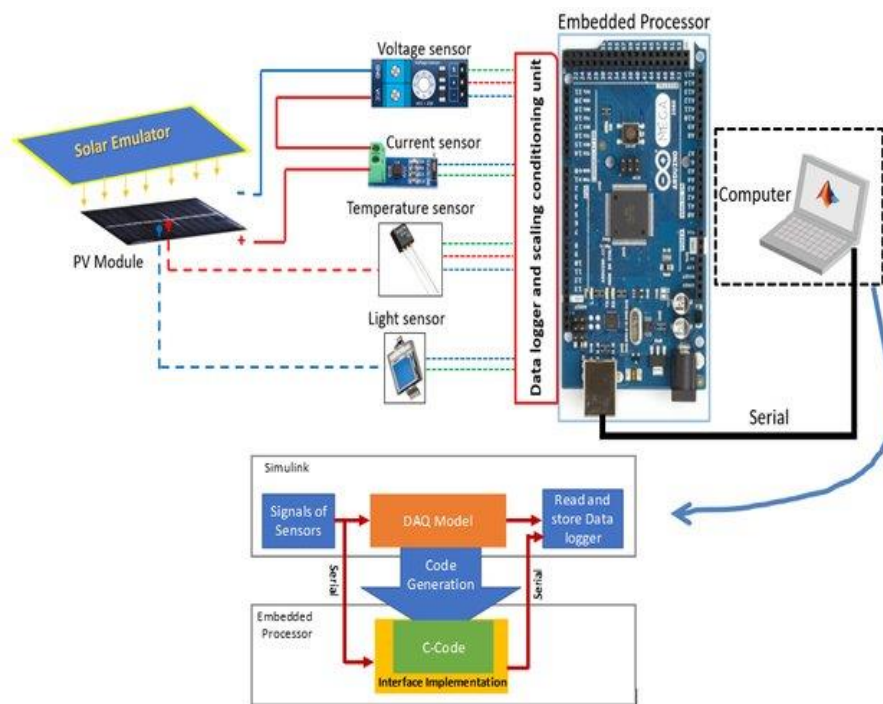 Embedded Processor
Voltage sensor
Solar Emulator
Current sensor
MEGA
ARDUINO
Computer
Temperature sensor
PV Module
-
+
Light sensor
Data logger and scaling conditioning unit
Serial
Simulink
Signals of
Sensors
DAQ Model
Read and
store Data
logger
Code
Generation
Serial
Serial
Embedded
Processor
C-Code
Interface Implementation